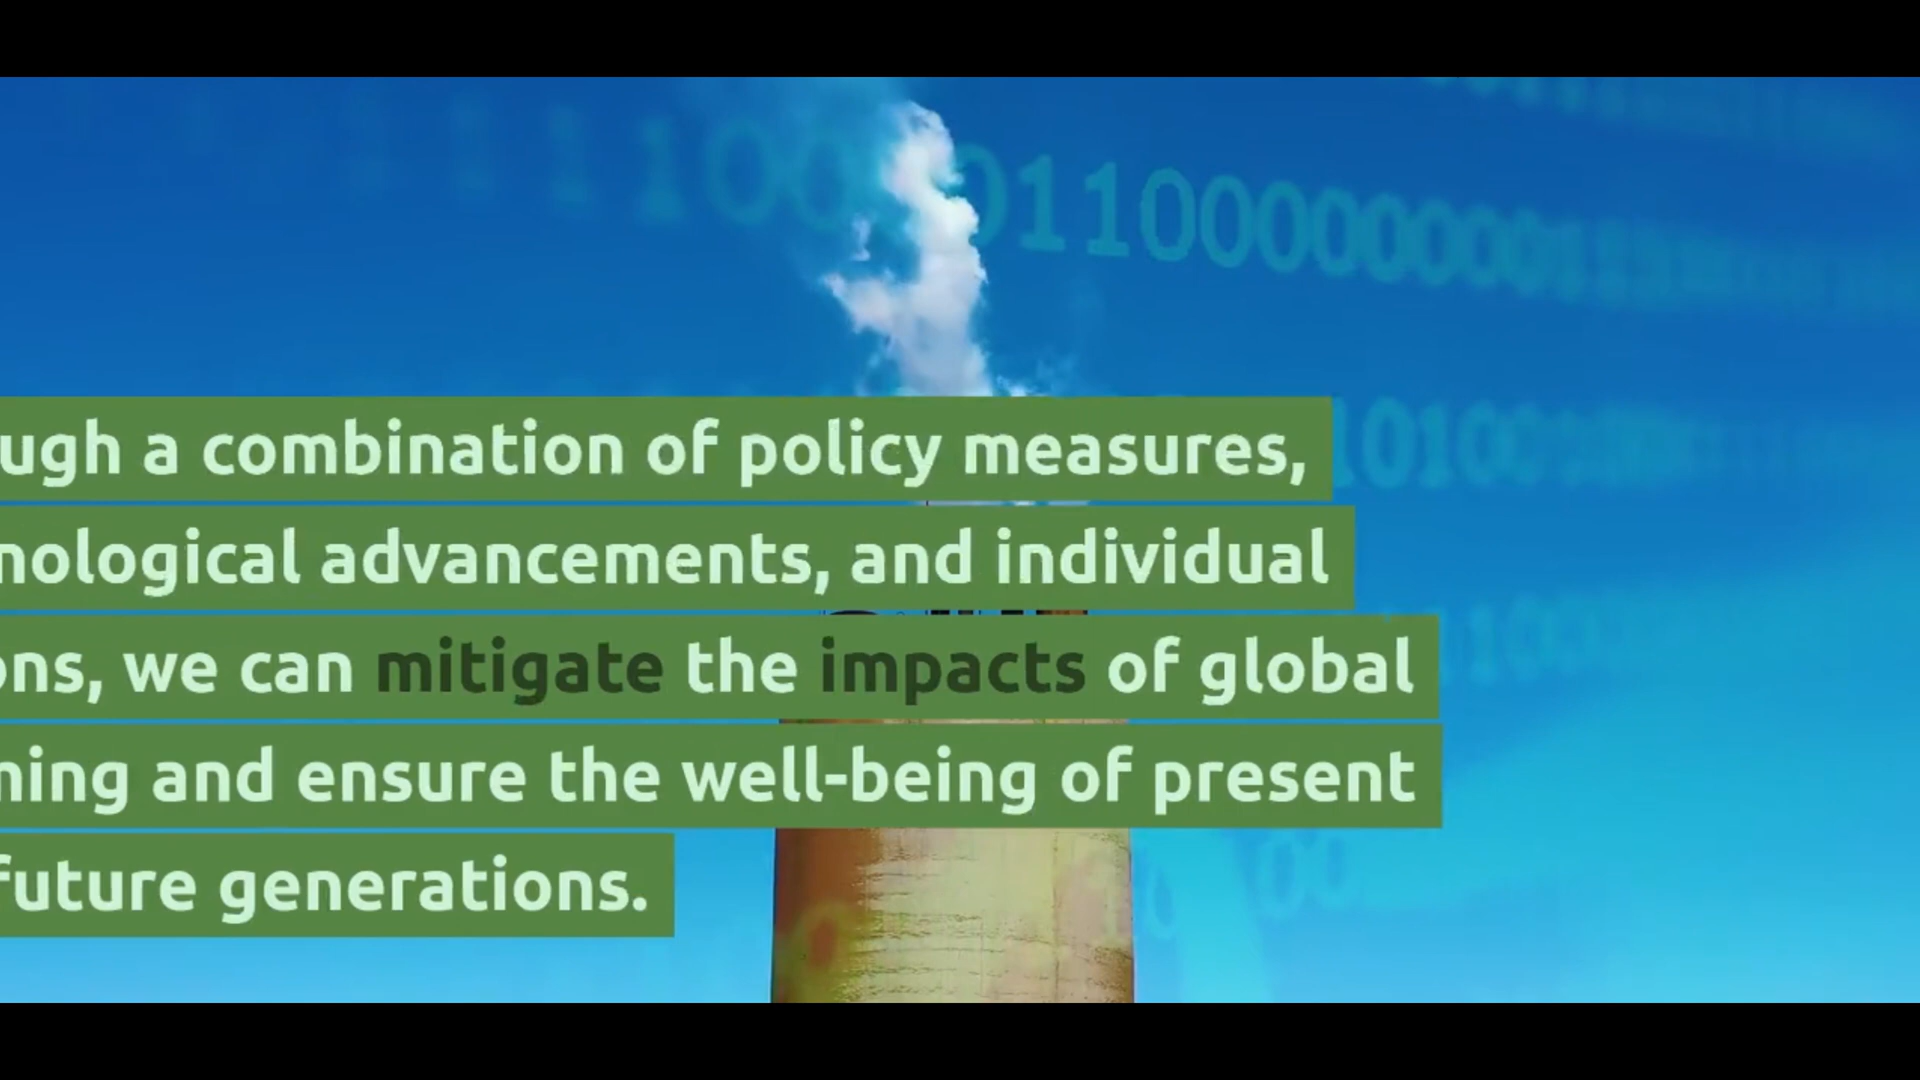 ugh a combination of policy measures,
nological advancements, and individual
ons, we can mitigate the impacts of global
ning and ensure the well-being of present
future generations.